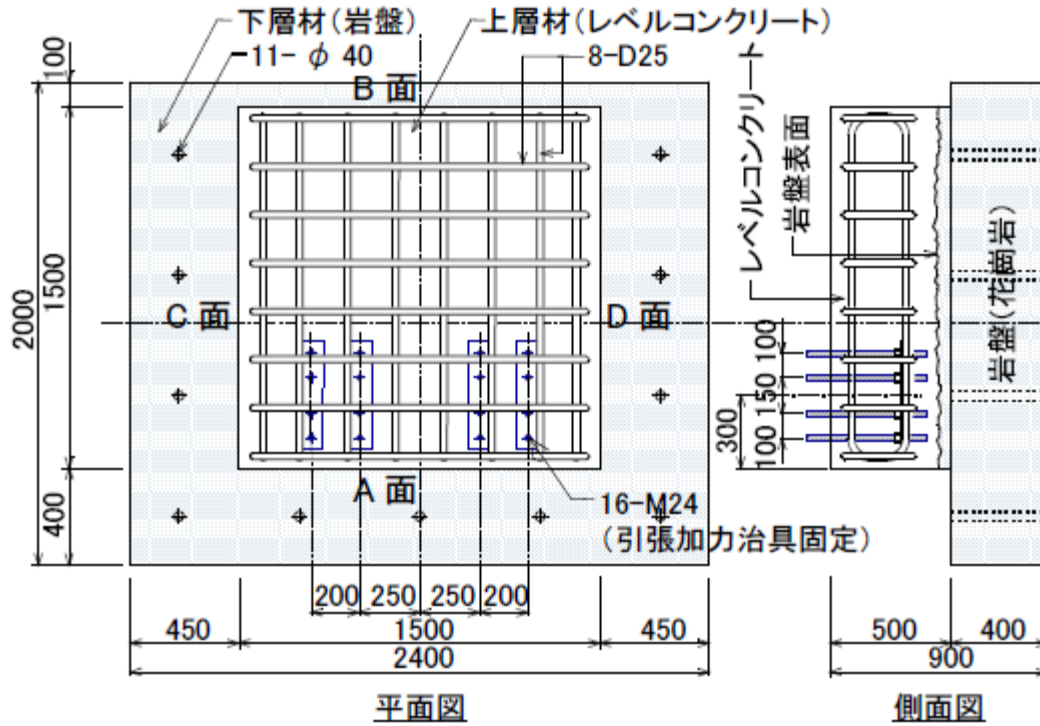 下層材(岩盤)
上層材(レベルコンクリート)
11-φ 40
8-D25
B 面
C 面
D 面
A 面
16-M24
(引張加力治具固定)
100
1500
2000
400
200
250
250
200
450
1500
450
2400
平面図
レベルコンクリート
岩盤表面
岩盤(花崗岩)
100
150
100
300
500
400
900
側面図